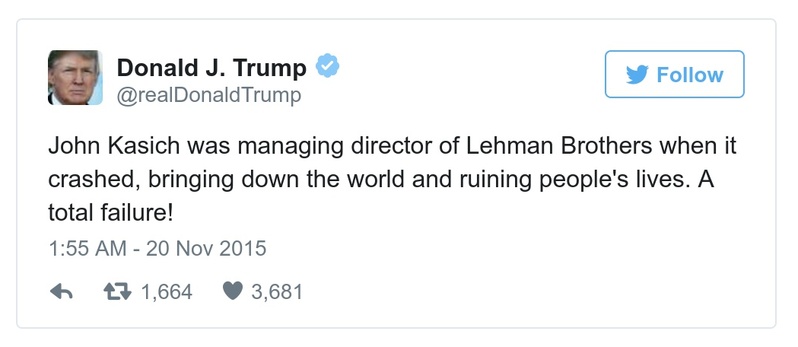 Donald J. Trump
@realDonaldTrump
Follow
John Kasich was managing director of Lehman Brothers when it
crashed, bringing down the world and ruining people's lives. A
total failure!
1:55 AM - 20 Nov 2015
1,664 3,681